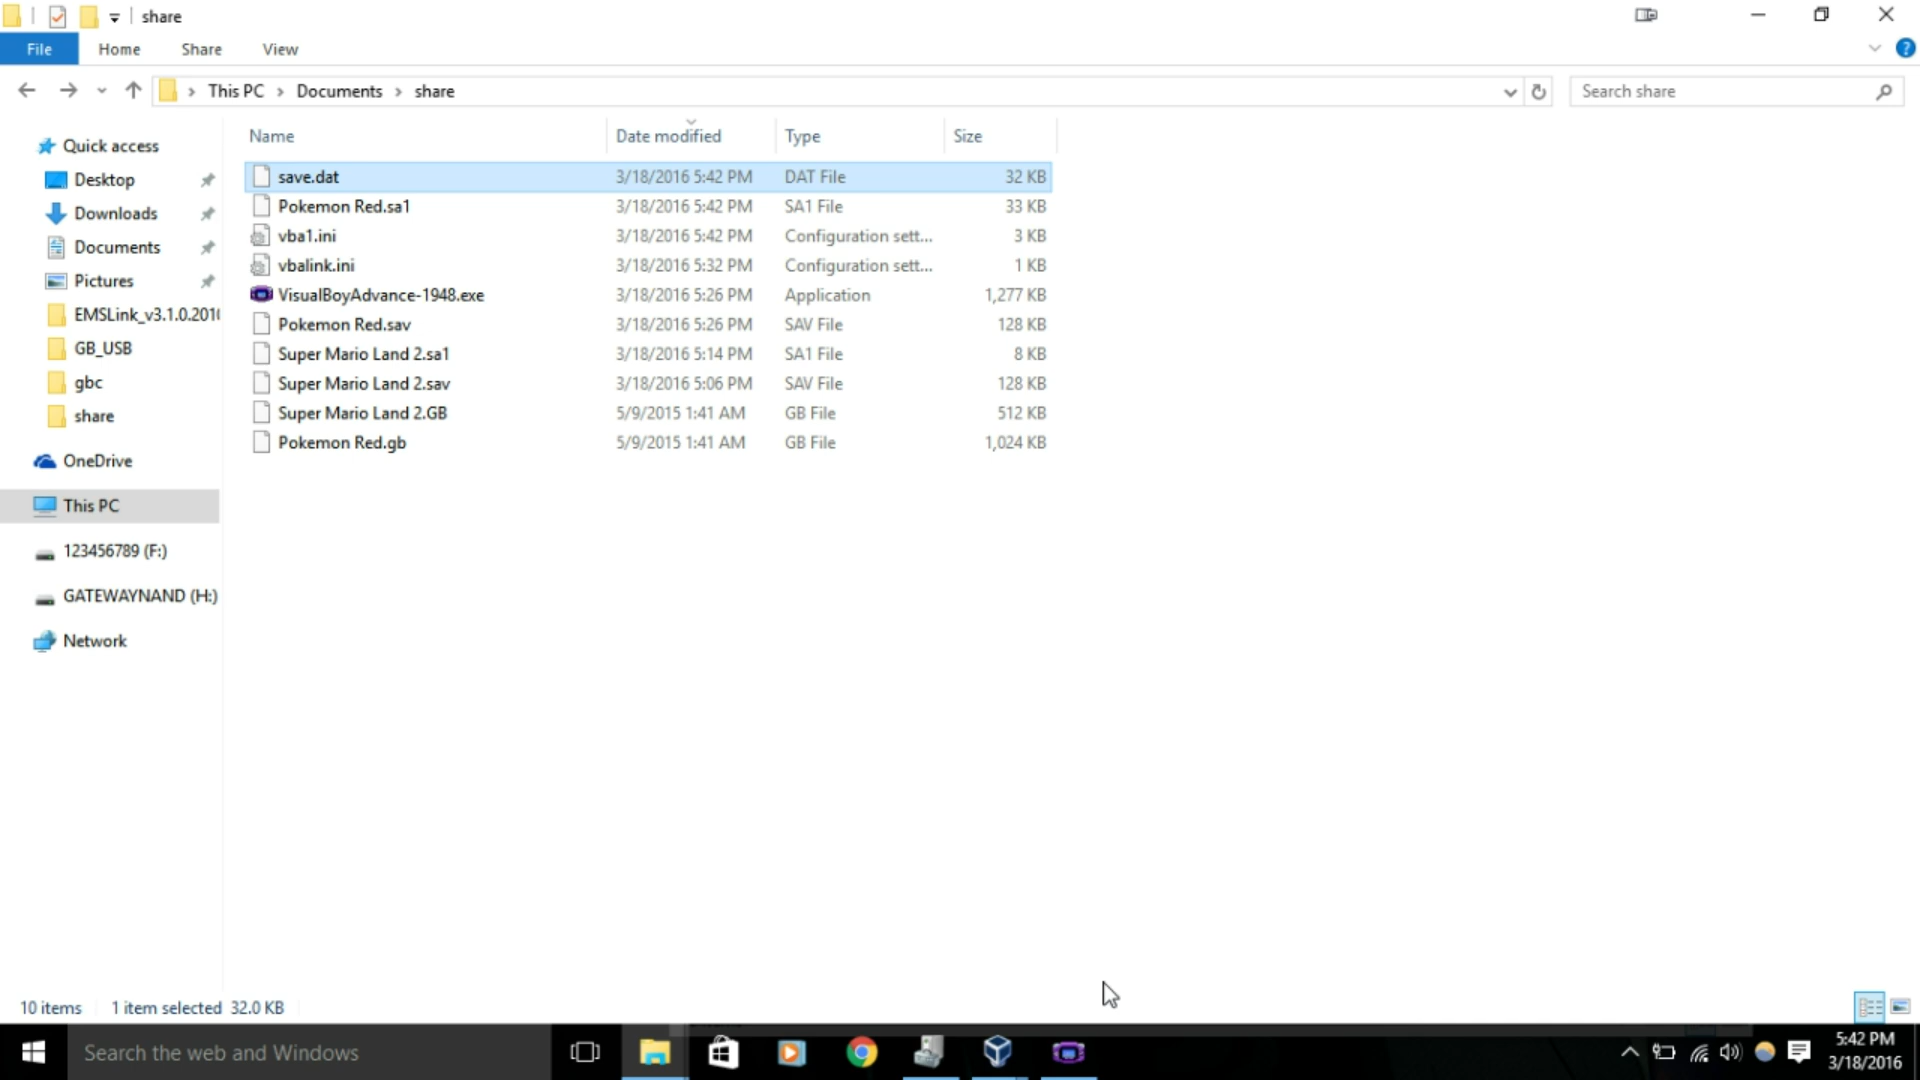 share
File Home Share View
This PC Documents share Search share
Name Date modified Type Size
Quick access
Desktop
Downloads
Documents
Pictures
EMSLink_v3.1.0.201
GB_USB
gbc
share
OneDrive
This PC
123456789 (F:)
GATEWAYNAND (H:)
Network
save.dat 3/18/2016 5:42 PM DAT File 32 KB
Pokemon Red.sa1 3/18/2016 5:42 PM SA1 File 33 KB
vba1.ini 3/18/2016 5:42 PM Configuration sett... 3 KB
vbalink.ini 3/18/2016 5:32 PM Configuration sett... 1 KB
VisualBoyAdvance-1948.exe 3/18/2016 5:26 PM Application 1,277 KB
Pokemon Red.sav 3/18/2016 5:26 PM SAV File 128 KB
Super Mario Land 2.sa1 3/18/2016 5:14 PM SA1 File 8 KB
Super Mario Land 2.sav 3/18/2016 5:06 PM SAV File 128 KB
Super Mario Land 2.GB 5/9/2015 1:41 AM GB File 512 KB
Pokemon Red.gb 5/9/2015 1:41 AM GB File 1,024 KB
10 items 1 item selected 32.0 KB
Search the web and Windows
5:42 PM
3/18/2016